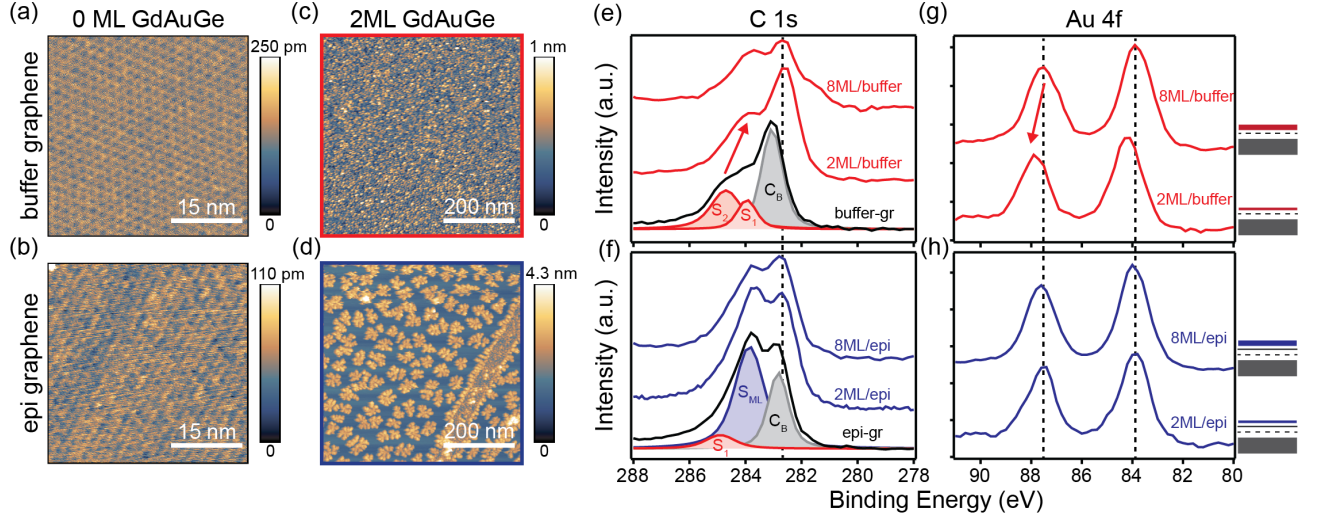 (a)
0 ML GdAuGe
(c)
2ML GdAuGe
(e)
C 1s
(g)
Au 4f
buffer graphene
250 pm
15 nm
0
1 nm
200 nm
0
Intensity (a.u.)
8ML/buffer
2ML/buffer
S2
S1
CB
buffer-gr
8ML/buffer
2ML/buffer
(b)
epi graphene
110 pm
15 nm
0
(d)
4.3 nm
200 nm
0
(f)
Intensity (a.u.)
8ML/epi
2ML/epi
SML
CB
S1
epi-gr
288
286
284
282
280
278
(h)
8ML/epi
2ML/epi
90
88
86
84
82
80
Binding Energy (eV)